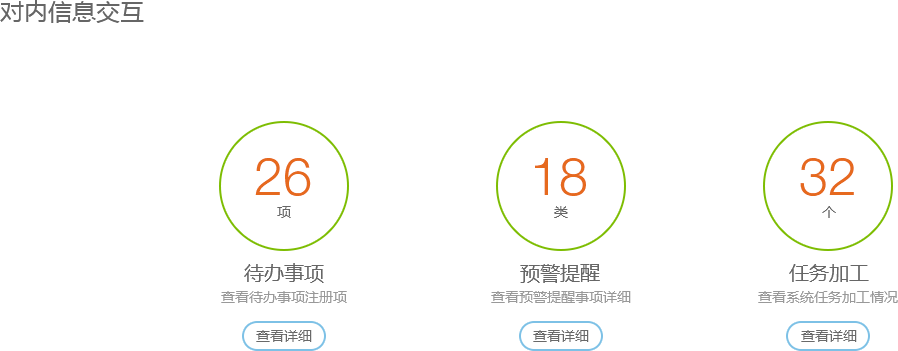 对内信息交互
26
项
待办事项
查看待办事项注册项
查看详细
18
类
预警提醒
查看预警提醒事项详细
查看详细
32
个
任务加工
查看系统任务加工情况
查看详细